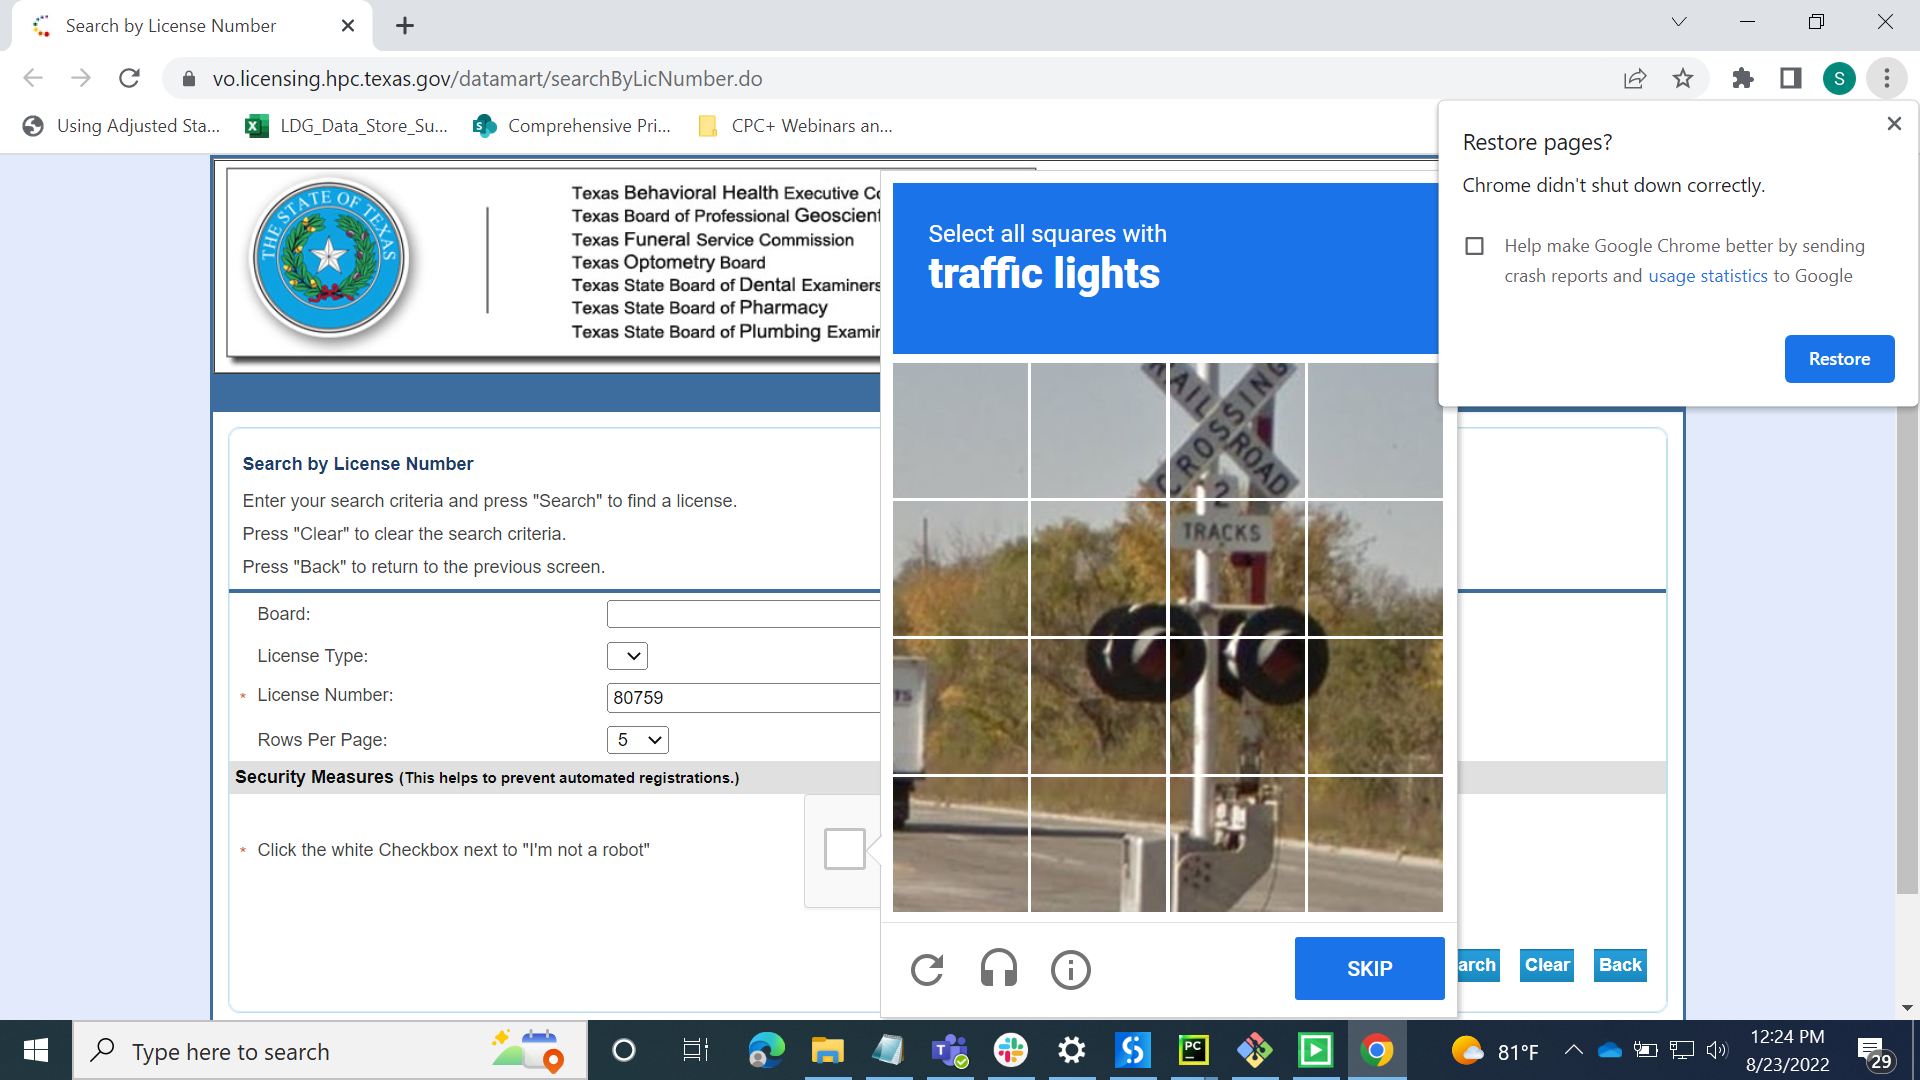 Search by License Number
vo.licensing.hpc.texas.gov/datamart/searchByLicNumber.do
S
Using Adjusted Sta...
LDG_Data_Store_Su...
Comprehensive Pri...
CPC+ Webinars an...
Restore pages?
Chrome didn't shut down correctly.
Help make Google Chrome better by sending
crash reports and usage statistics to Google
Restore
THE STATE OF TEXAS
Texas Behavioral Health Executive Co
Texas Board of Professional Geoscient
Texas Funeral Service Commission
Texas Optometry Board
Texas State Board of Dental Examiners
Texas State Board of Pharmacy
Texas State Board of Plumbing Examin
Select all squares with
traffic lights
RAILROAD
CROSSING
2
TRACKS
Search by License Number
Enter your search criteria and press "Search" to find a license.
Press "Clear" to clear the search criteria.
Press "Back" to return to the previous screen.
Board:
License Type:
* License Number: 80759
Rows Per Page: 5
Security Measures (This helps to prevent automated registrations.)
* Click the white Checkbox next to "I'm not a robot"
SKIP
arch
Clear
Back
Type here to search
PC
81°F
12:24 PM
8/23/2022
29